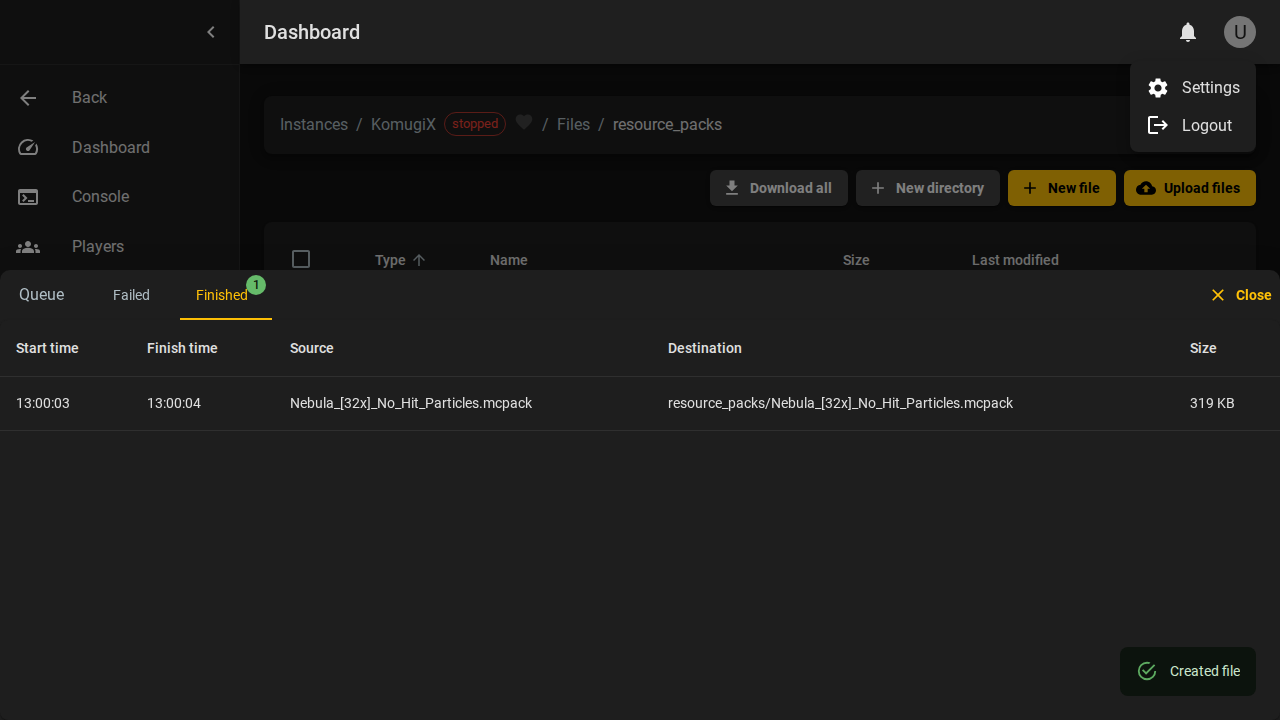 Dashboard
U
Settings
Logout
Back
Dashboard
Console
Players
Instances / KomugiX stopped / Files / resource_packs
Download all
New directory
New file
Upload files
Type Name Size Last modified
Queue Failed Finished 1
Close
Start time Finish time Source Destination Size
13:00:03 13:00:04 Nebula_[32x]_No_Hit_Particles.mcpack resource_packs/Nebula_[32x]_No_Hit_Particles.mcpack 319 KB
Created file